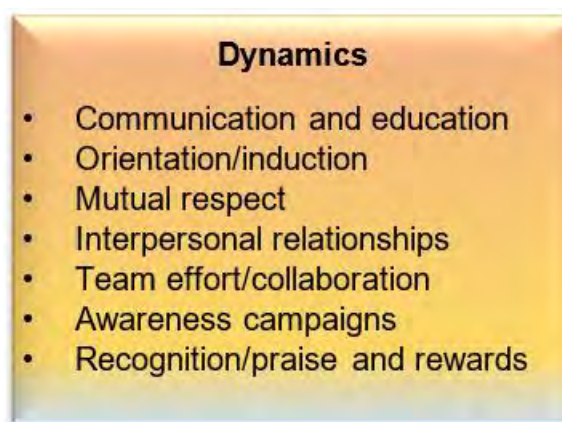 Dynamics
• Communication and education
• Orientation/induction
• Mutual respect
• Interpersonal relationships
• Team effort/collaboration
• Awareness campaigns
• Recognition/praise and rewards